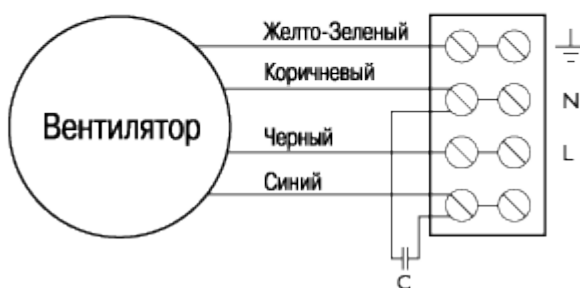 Желто-Зеленый
Коричневый
N
Вентилятор
Черный
L
Синий
C